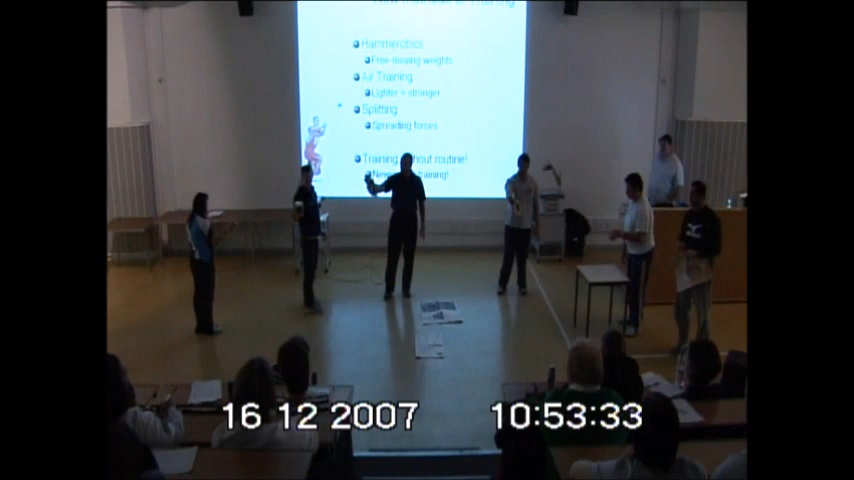 Hammerobics
Free-moving weights
Air Training
Lighter = stronger
Splitting
Spreading forces
Training without routine!
training!
16 12 2007 10:53:33